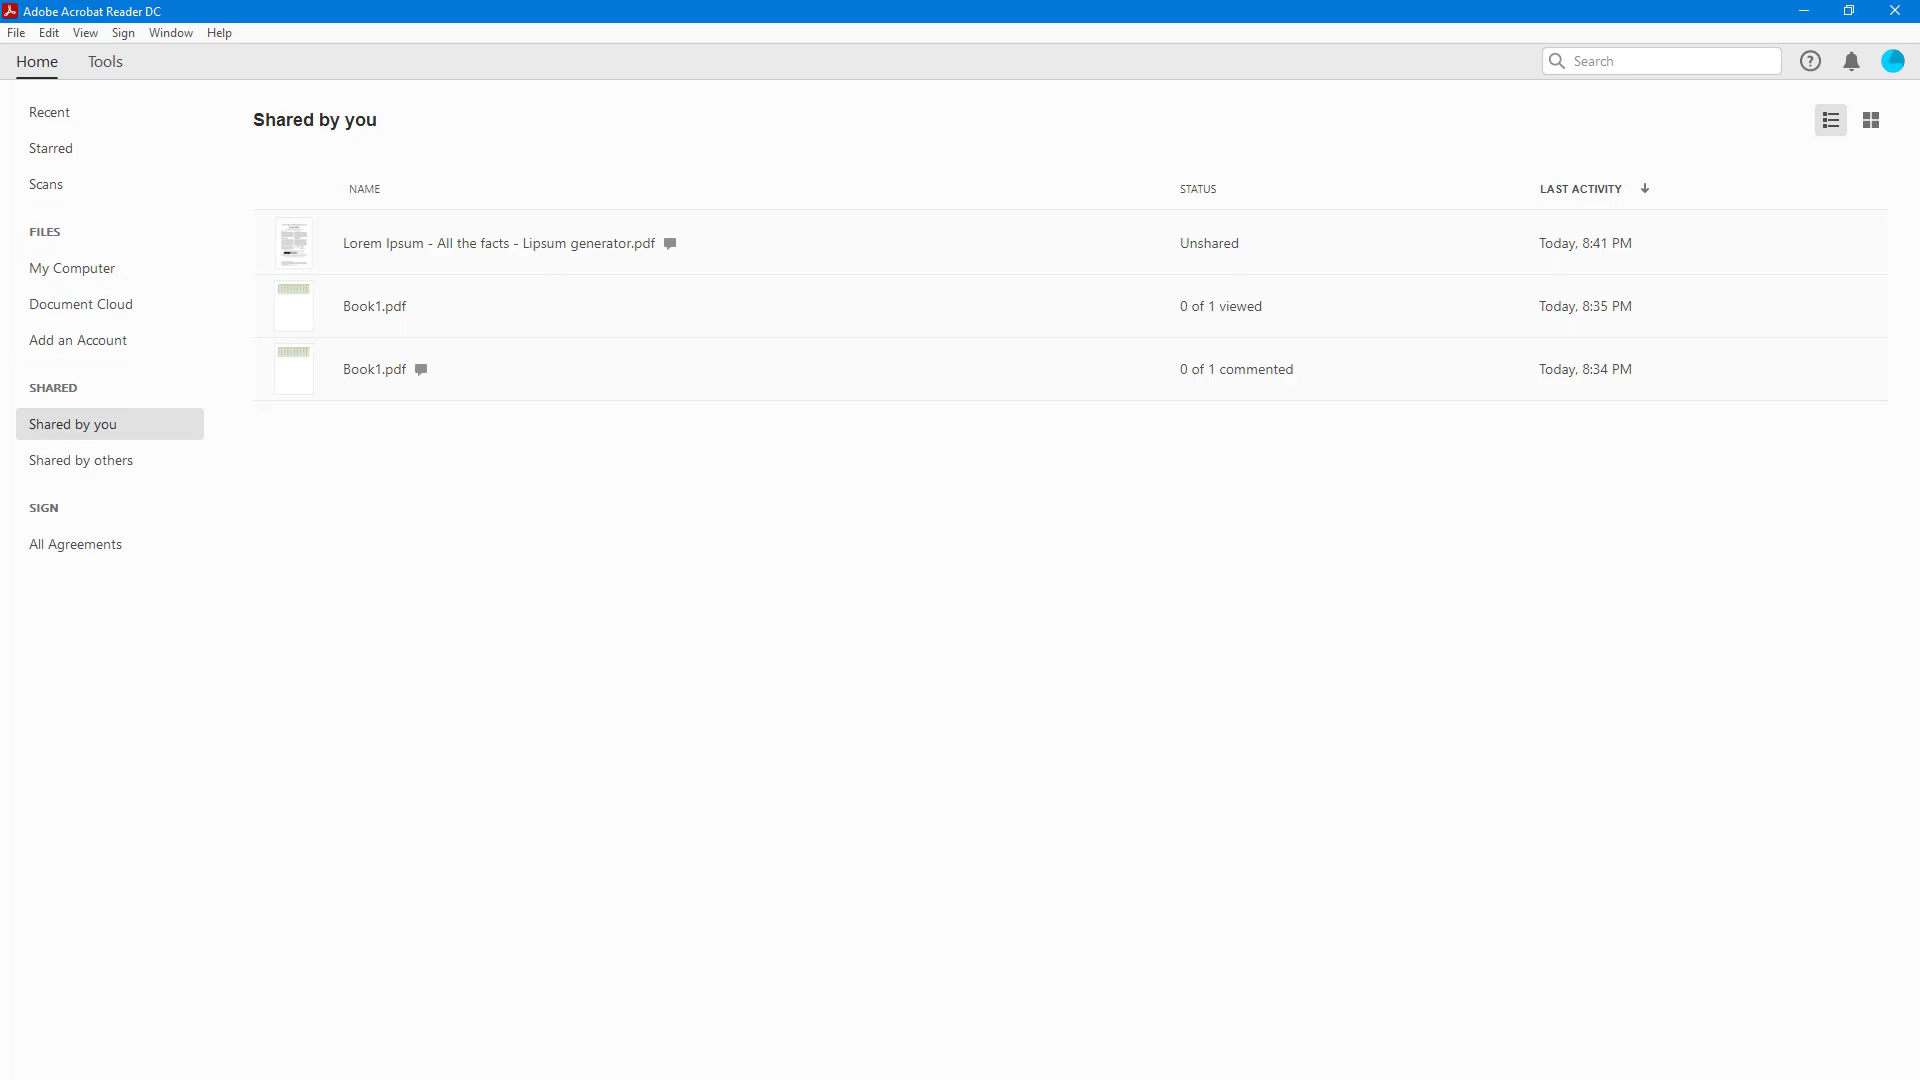 Adobe Acrobat Reader DC
File Edit View Sign Window Help
Home Tools
Search
Recent
Starred
Scans
FILES
My Computer
Document Cloud
Add an Account
SHARED
Shared by you
Shared by others
SIGN
All Agreements
Shared by you
NAME STATUS LAST ACTIVITY
Lorem Ipsum - All the facts - Lipsum generator.pdf Unshared Today, 8:41 PM
Book1.pdf 0 of 1 viewed Today, 8:35 PM
Book1.pdf 0 of 1 commented Today, 8:34 PM